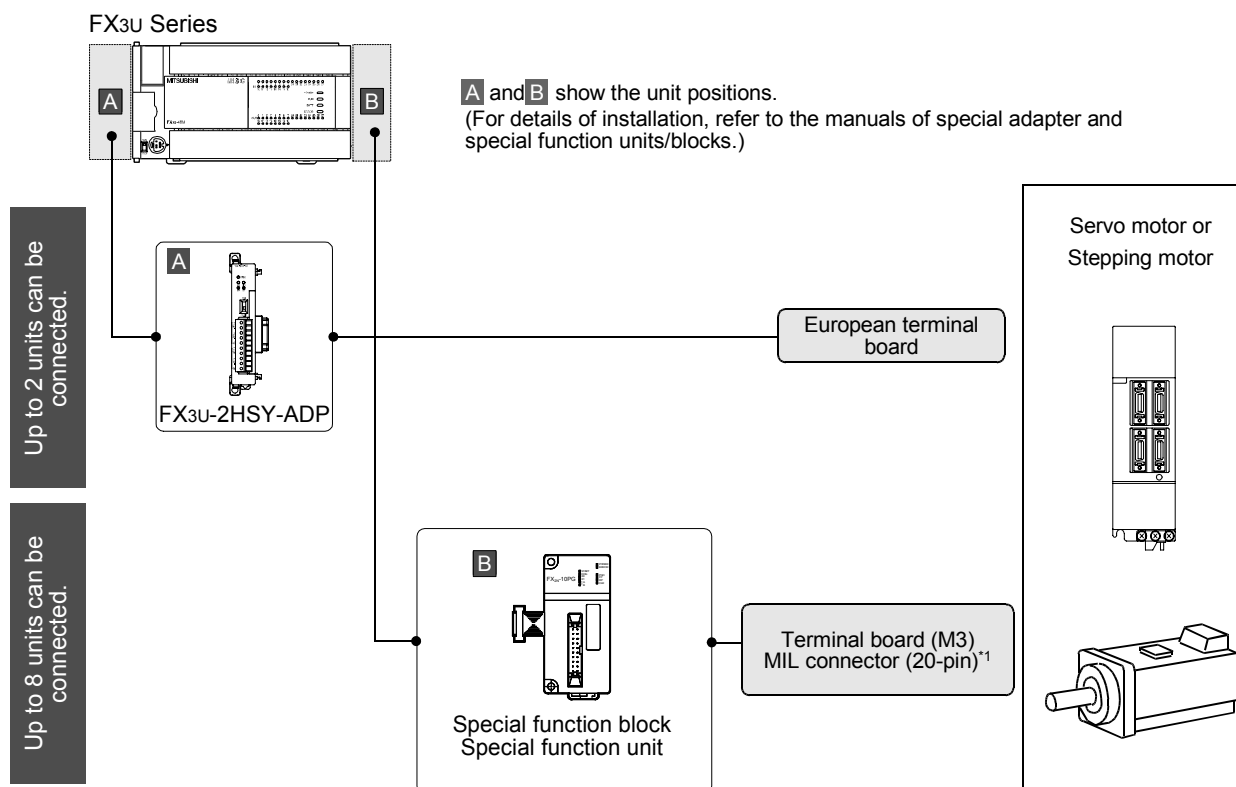 FX3U Series
A
B
MITSUBISHI
A and B show the unit positions.
(For details of installation, refer to the manuals of special adapter and
special function units/blocks.)
Up to 2 units can be
connected.
A
FX3U-2HSY-ADP
European terminal
board
Servo motor or
Stepping motor
Up to 8 units can be
connected.
B
FX2N-10PG
Special function block
Special function unit
Terminal board (M3)
MIL connector (20-pin)*1